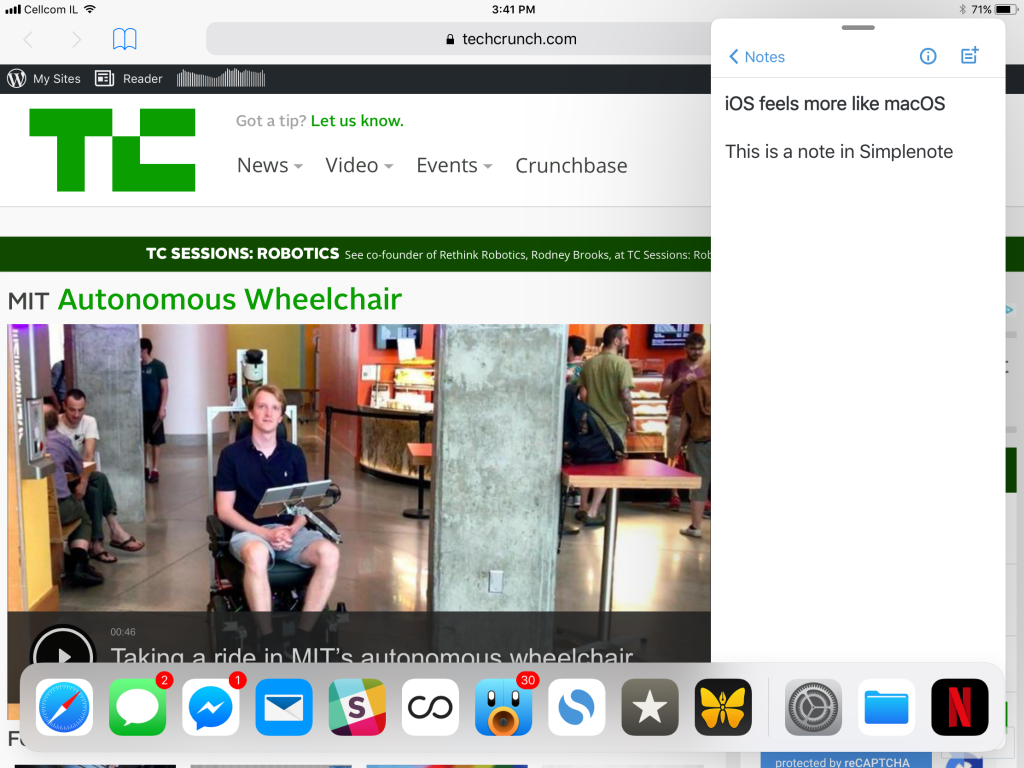 Cellcom IL
3:41 PM
71%
techcrunch.com
My Sites
Reader
TC
Got a tip? Let us know.
News
Video
Events
Crunchbase
TC SESSIONS: ROBOTICS See co-founder of Rethink Robotics, Rodney Brooks, at TC Sessions: Rob
MIT Autonomous Wheelchair
00:46
Taking a ride in MIT's autonomous wheelchair
Notes
iOS feels more like macOS
This is a note in Simplenote
2
1
30
S
N
protected by reCAPTCHA